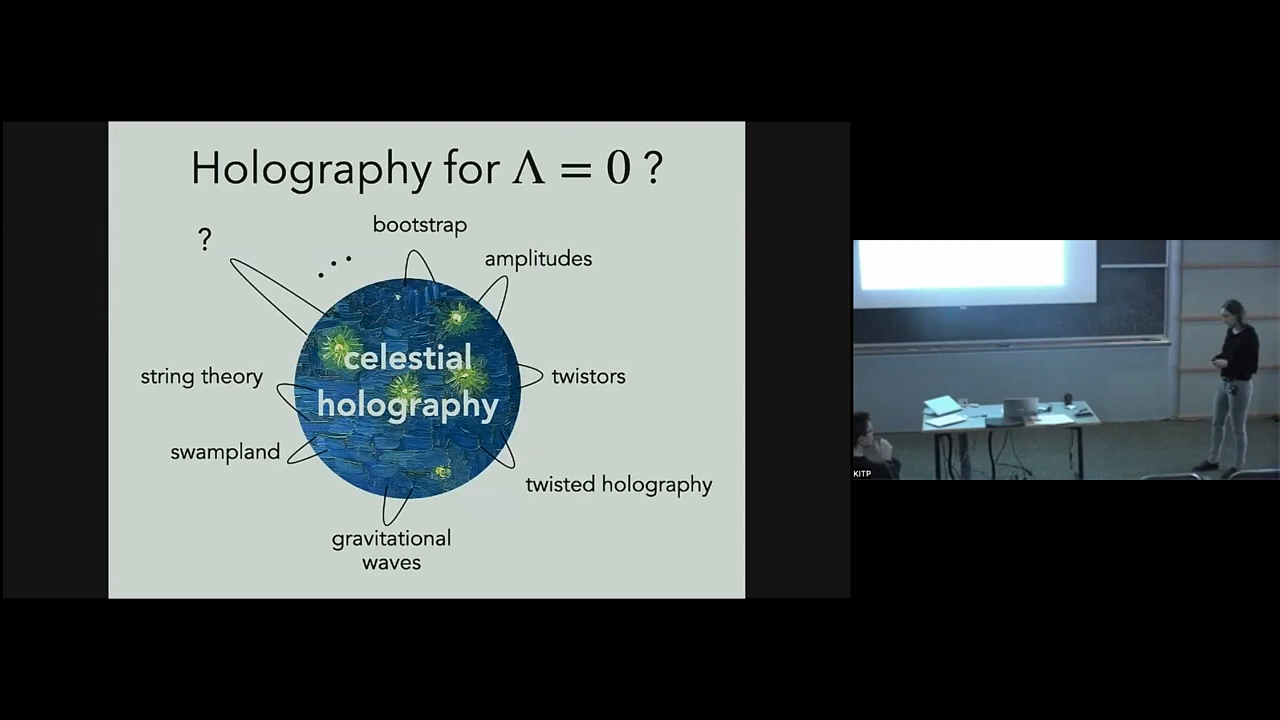 Holography for Λ = 0 ?
?
...
bootstrap
amplitudes
celestial
holography
string theory
twistors
swampland
twisted holography
gravitational
waves
KITP